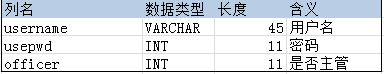 列名 数据类型 长度 含义
username VARCHAR 45 用户名
usepwd INT 11 密码
officer INT 11 是否主管